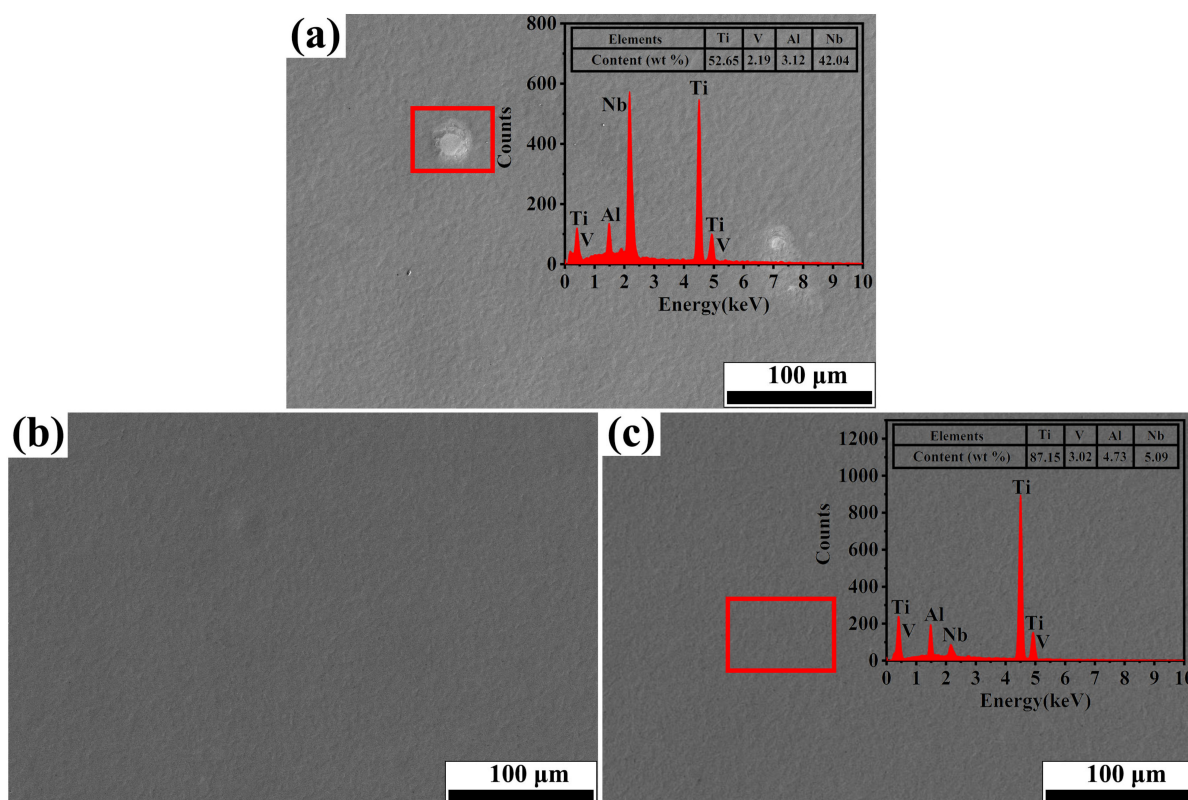 (a)
Elements Ti V Al Nb
Content (wt %) 52.65 2.19 3.12 42.04
800
600
400
200
0
Counts
Nb
Ti
Ti
V
Al
Ti
V
0 1 2 3 4 5 6 7 8 9 10
Energy(keV)
100 µm
(b)
100 µm
(c)
Elements Ti V Al Nb
Content (wt %) 87.15 3.02 4.73 5.09
1200
1000
800
600
400
200
0
Counts
Ti
Ti
V
Al
Nb
Ti
V
0 1 2 3 4 5 6 7 8 9 10
Energy(keV)
100 µm